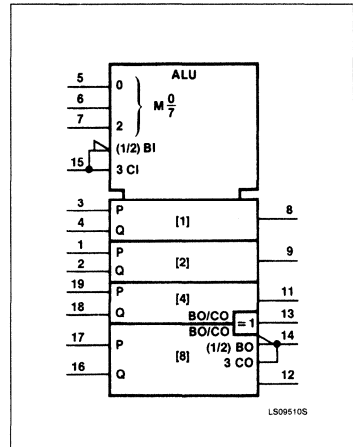 ALU
5 0
6 M 0/7
7 2
(1/2) BI
15 3 CI
3 P [1] 8
4 Q
1 P [2] 9
2 Q
19 P [4] 11
18 Q BO/CO =1 13
BO/CO 14
17 P [8] (1/2) BO
3 CO
16 Q 12
LS09510S